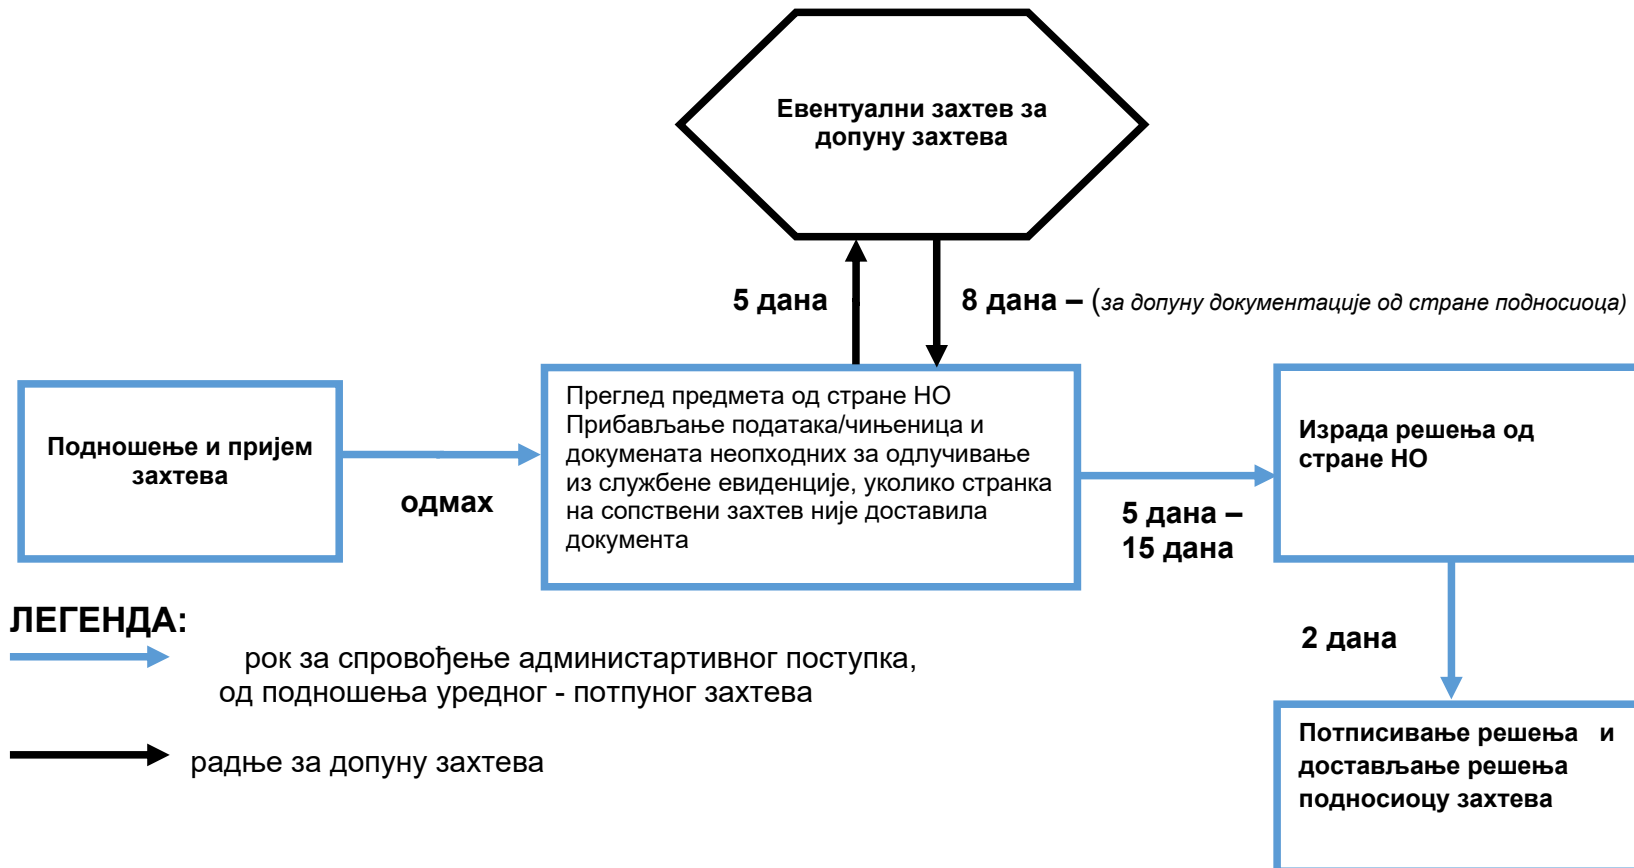 Евентуални захтев за
допуну захтева
5 дана
8 дана – (за допуну документације од стране подносиоца)
Подношење и пријем
захтева
одмах
Преглед предмета од стране НО
Прибављање података/чињеница и
докумената неопходних за одлучивање
из службене евиденције, уколико странка
на сопствени захтев није доставила
документа
5 дана –
15 дана
Израда решења од
стране НО
2 дана
Потписивање решења и
достављање решења
подносиоцу захтева
ЛЕГЕНДА:
рок за спровођење администартивног поступка,
од подношења уредног - потпуног захтева
радње за допуну захтева